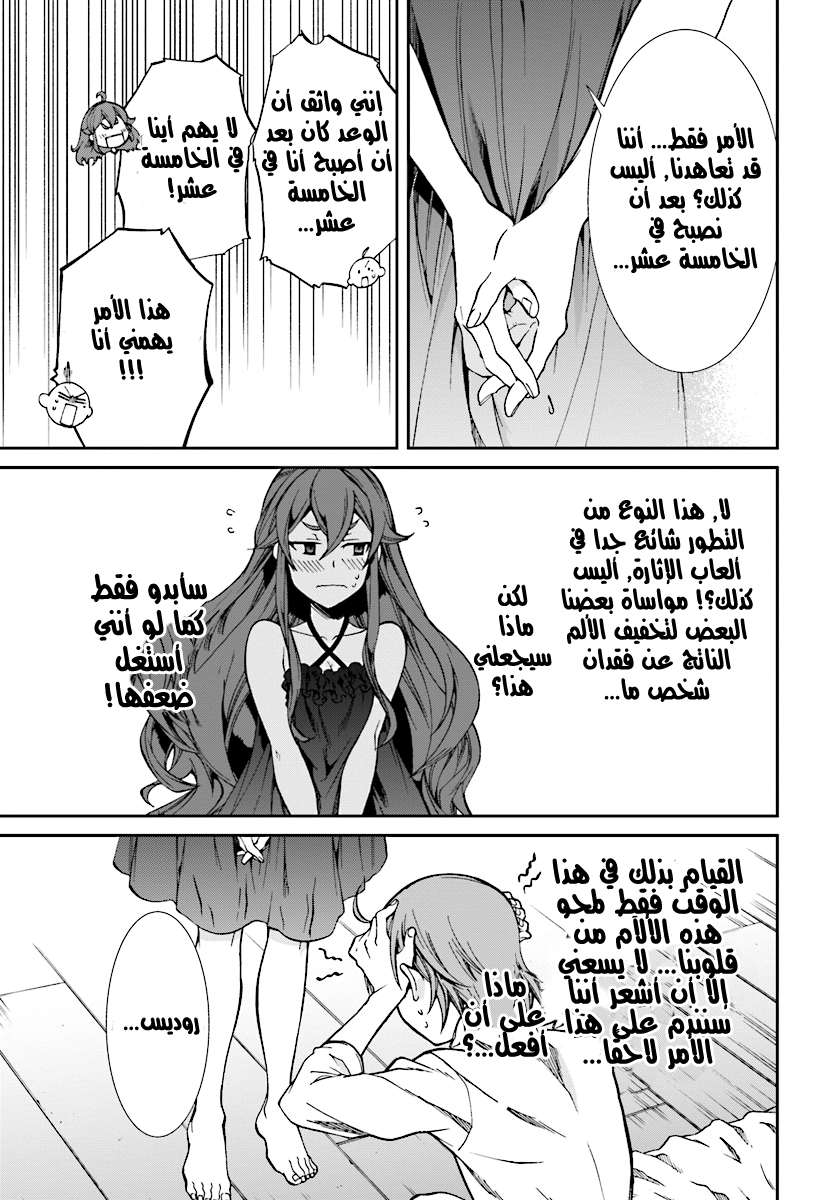 الأمر فقط... أننا
قد تعاهدنا, أليس
كذلك؟ بعد أن
نصبح في
الخامسة عشر...
إنني واثق أن
الوعد كان بعد
أن أصبح أنا في
الخامسة
عشر...
لا يهم أينا
في الخامسة
عشر!
هذا الأمر
يهمني أنا
!!!
لا, هذا النوع من
التطور شائع جدا في
ألعاب الإثارة, أليس
كذلك؟! مواساة بعضنا
البعض لتخفيف الألم
الناتج عن فقدان
شخص ما...
لكن
ماذا
سيجعلني
هذا؟
سأبدو فقط
كما لو أنني
أستغل
ضعفها!
القيام بذلك في هذا
الوقت فقط لمحو
هذه الآلام من
قلوبنا... لا يسعني
إلا أن أشعر أننا
سنندم على هذا
الأمر لاحقا...
ماذا
على أن
أفعل...؟
روديس...